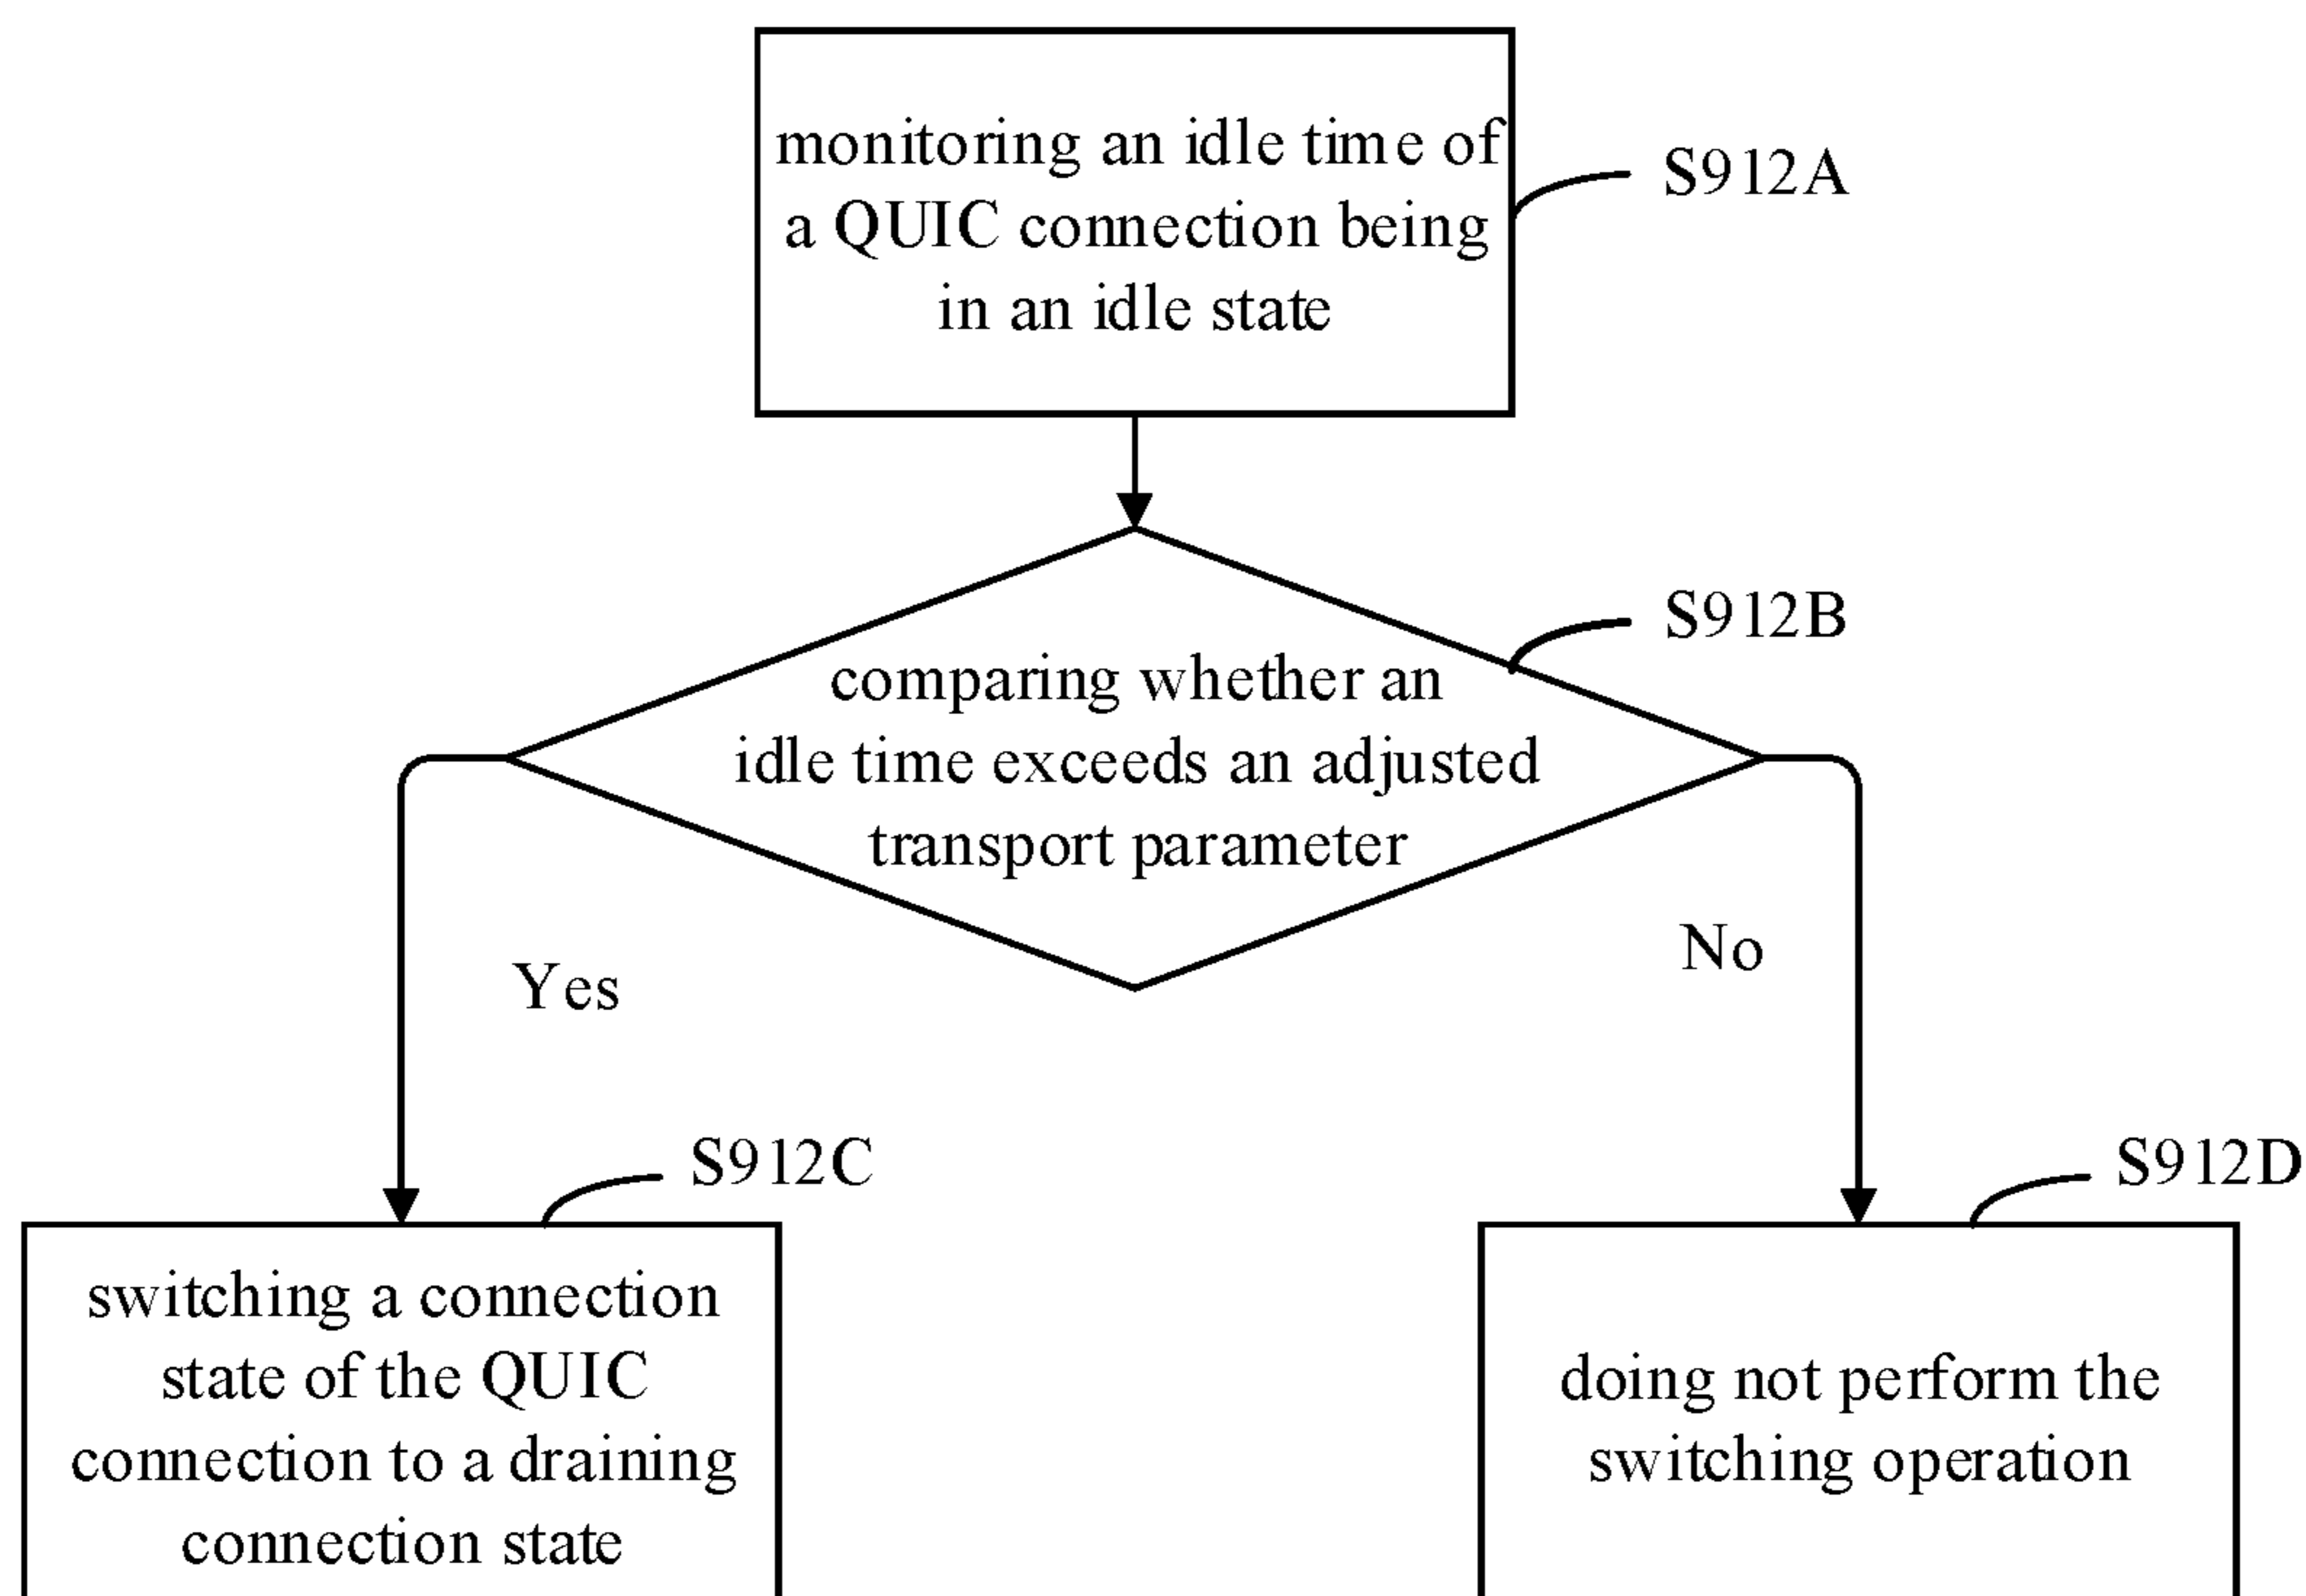 monitoring an idle time of
a QUIC connection being
in an idle state
S912A
S912B
comparing whether an
idle time exceeds an adjusted
transport parameter
Yes
No
S912C
S912D
switching a connection
state of the QUIC
connection to a draining
connection state
doing not perform the
switching operation